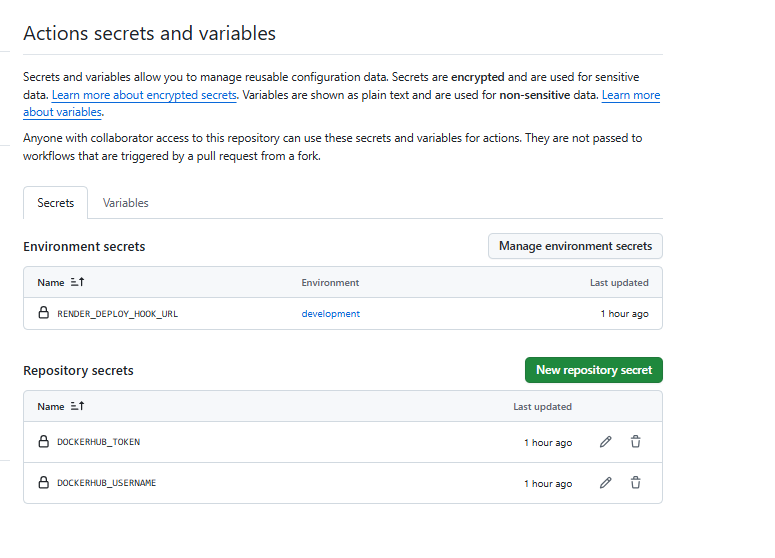 Actions secrets and variables
Secrets and variables allow you to manage reusable configuration data. Secrets are encrypted and are used for sensitive
data. Learn more about encrypted secrets. Variables are shown as plain text and are used for non-sensitive data. Learn more
about variables.
Anyone with collaborator access to this repository can use these secrets and variables for actions. They are not passed to
workflows that are triggered by a pull request from a fork.
Secrets Variables
Environment secrets Manage environment secrets
Name Environment Last updated
RENDER_DEPLOY_HOOK_URL development 1 hour ago
Repository secrets New repository secret
Name Last updated
DOCKERHUB_TOKEN 1 hour ago
DOCKERHUB_USERNAME 1 hour ago